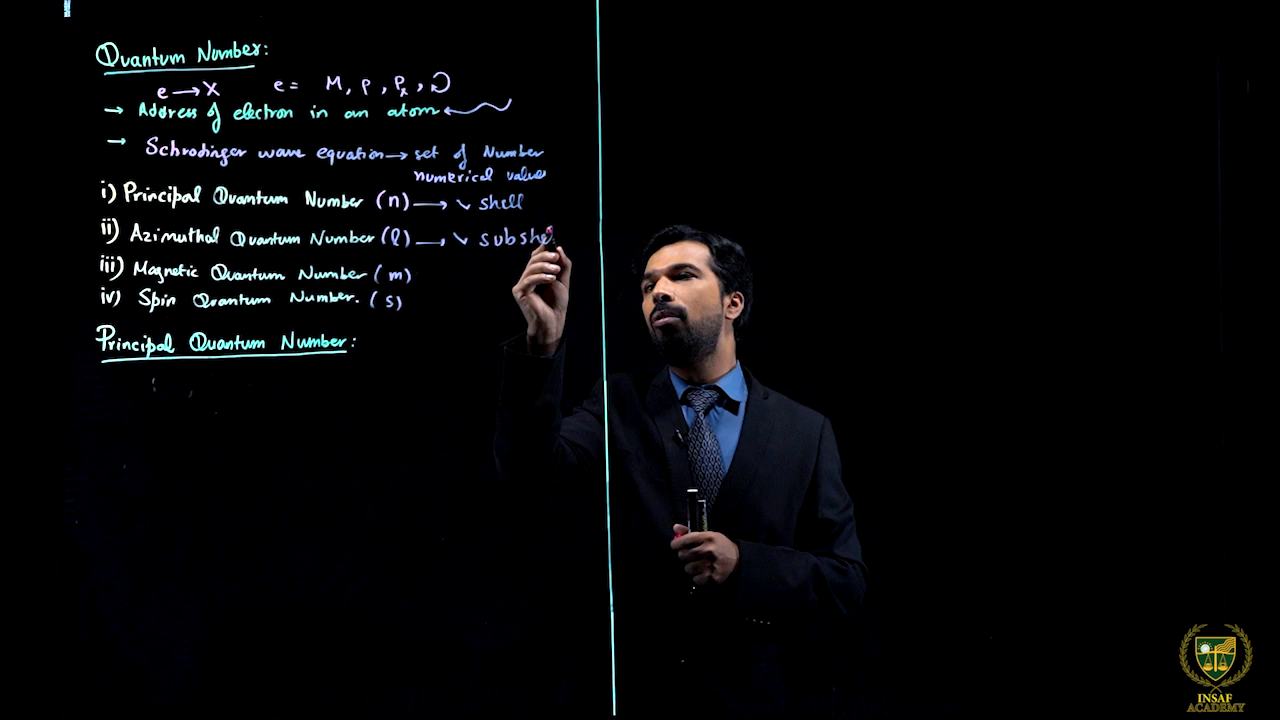 Quantum Number:
e → X e = M, P, Px,
→ Address of electron in an atom ←
→ Schrodinger wave equation → set of Number
numerical values
i) Principal Quantum Number (n) → shell
ii) Azimuthal Quantum Number (l) → subshe
iii) Magnetic Quantum Number (m)
iv) Spin Quantum Number. (s)
Principal Quantum Number:
INSAF
ACADEMY